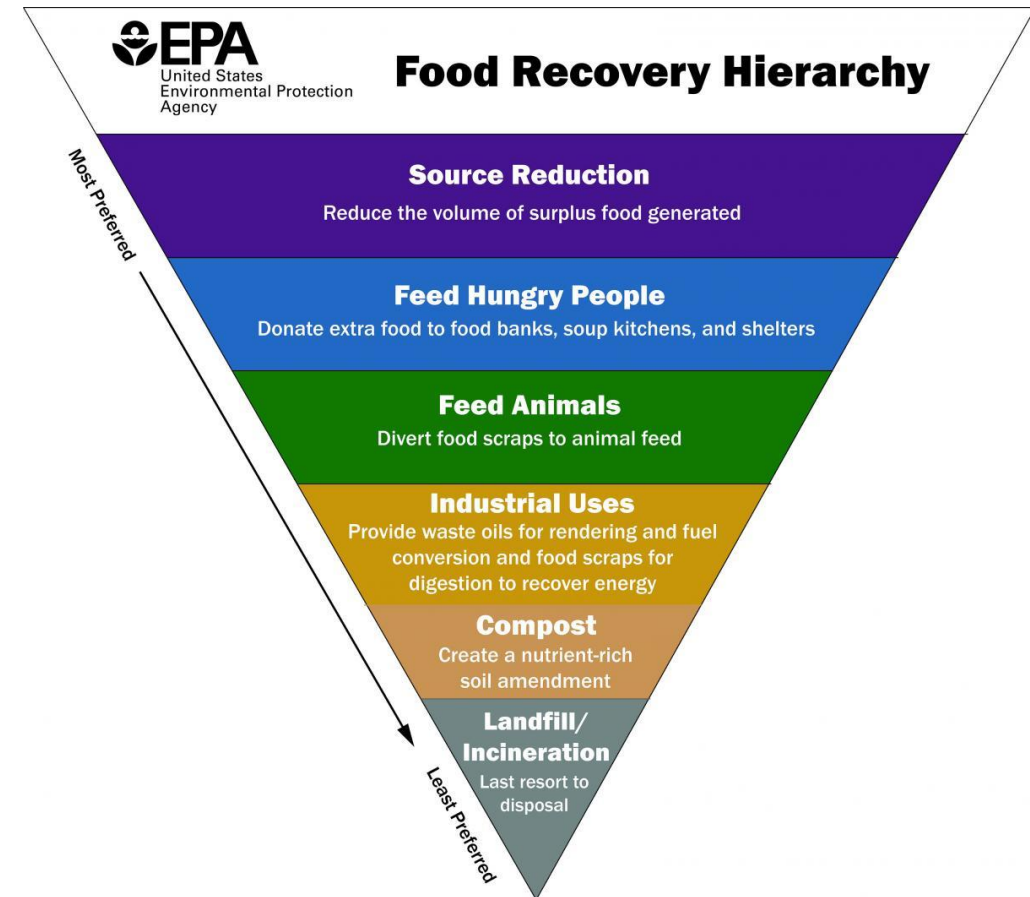 EPA
United States
Environmental Protection
Agency
Food Recovery Hierarchy
Most Preferred
Source Reduction
Reduce the volume of surplus food generated
Feed Hungry People
Donate extra food to food banks, soup kitchens, and shelters
Feed Animals
Divert food scraps to animal feed
Industrial Uses
Provide waste oils for rendering and fuel
conversion and food scraps for
digestion to recover energy
Compost
Create a nutrient-rich
soil amendment
Landfill/
Incineration
Last resort to
disposal
Least Preferred